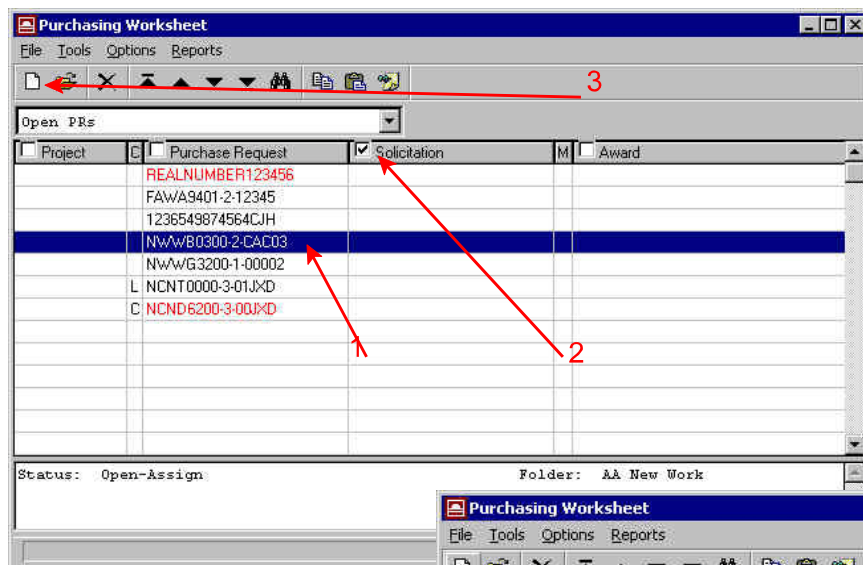 Purchasing Worksheet
File Tools Options Reports
3
Open PRs
Project C Purchase Request Solicitation M Award
REALNUMBER123456
FAWA9401-2-12345
1236549874564CJH
NWWB0300-2-CAC03
NWWG3200-1-00002
L NCNT0000-3-01JXD
C NCND6200-3-00JXD
1 2
Status: Open-Assign Folder: AA New Work
Purchasing Worksheet
File Tools Options Reports